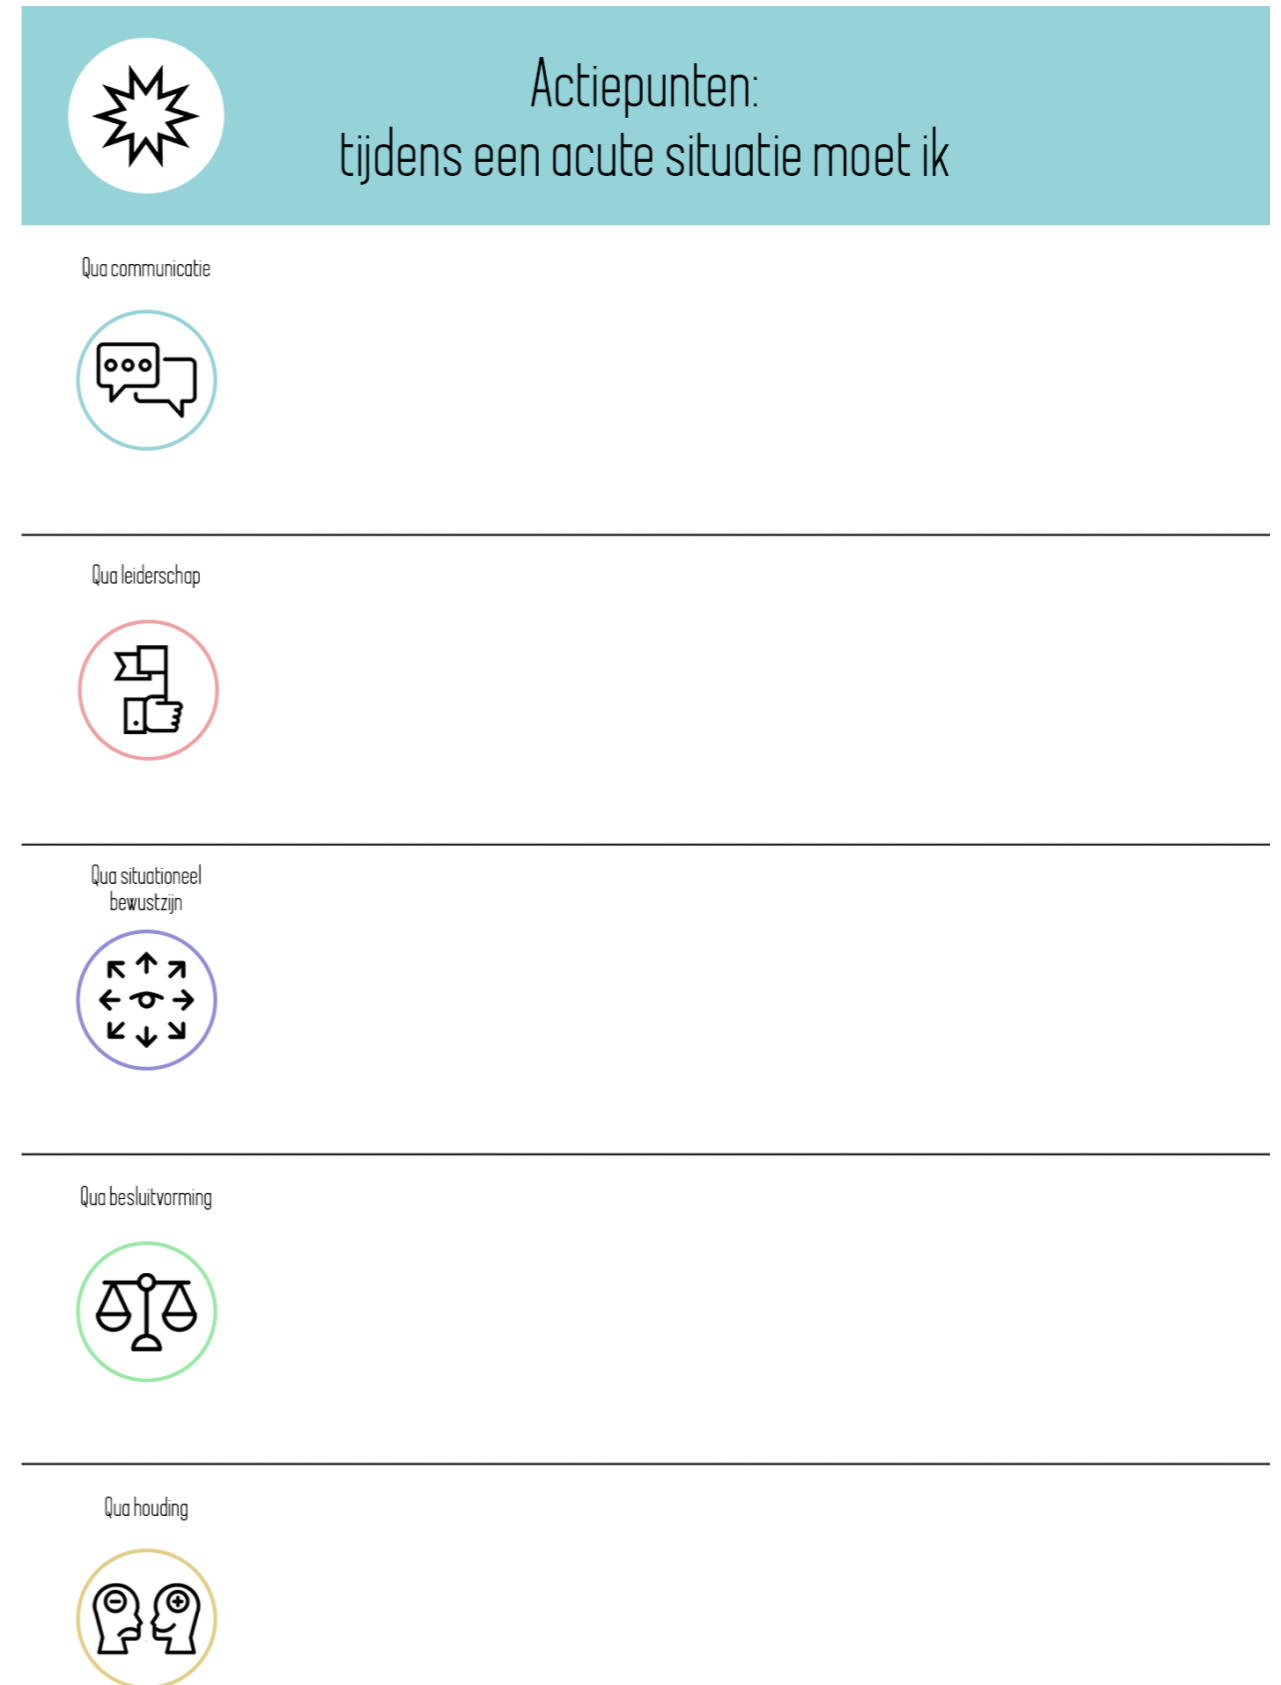 Actiepunten:
tijdens een acute situatie moet ik
Qua communicatie
Qua leiderschap
Qua situationeel
bewustzijn
Qua besluitvorming
Qua houding